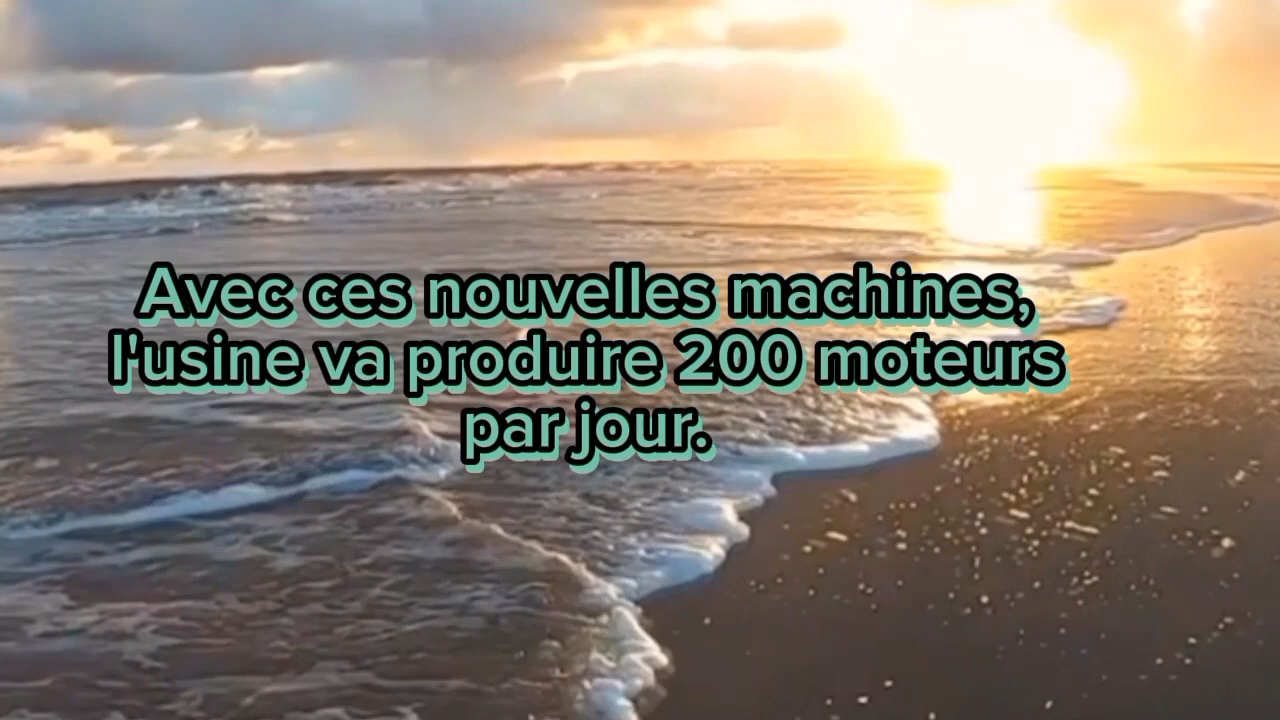 Avec ces nouvelles machines,
l'usine va produire 200 moteurs
par jour.